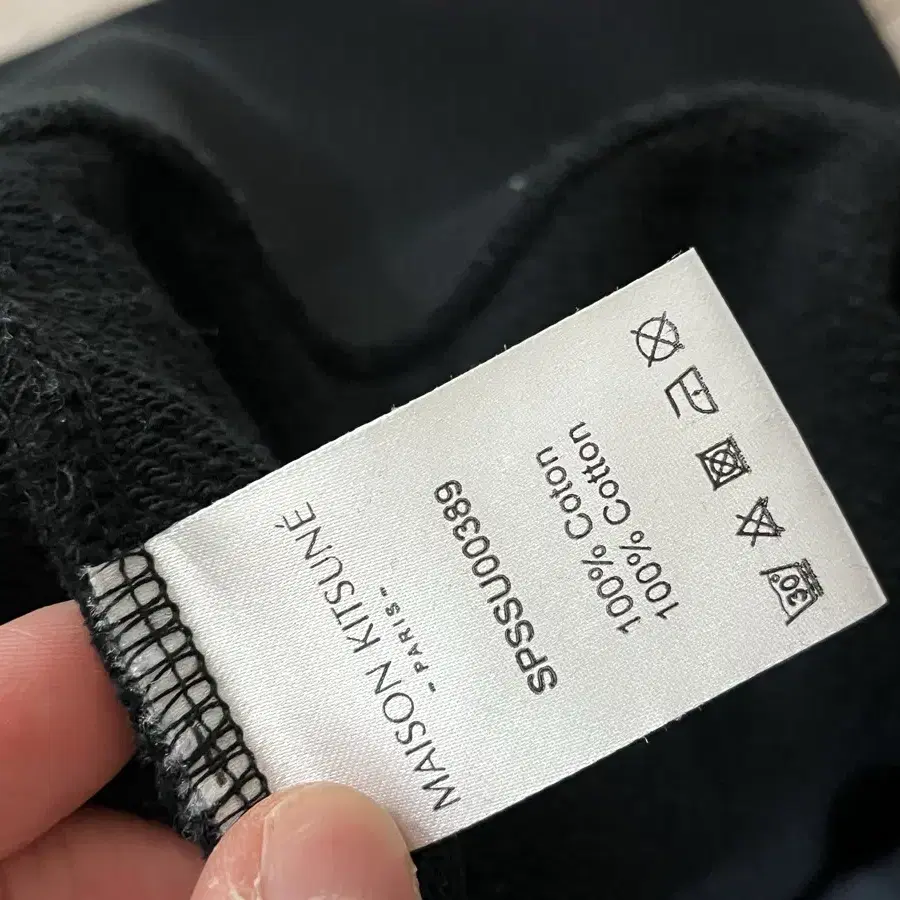 MAISON KITSUNÉ
- PARIS -
SPSSU00389
100% Coton
100% Cotton
30°